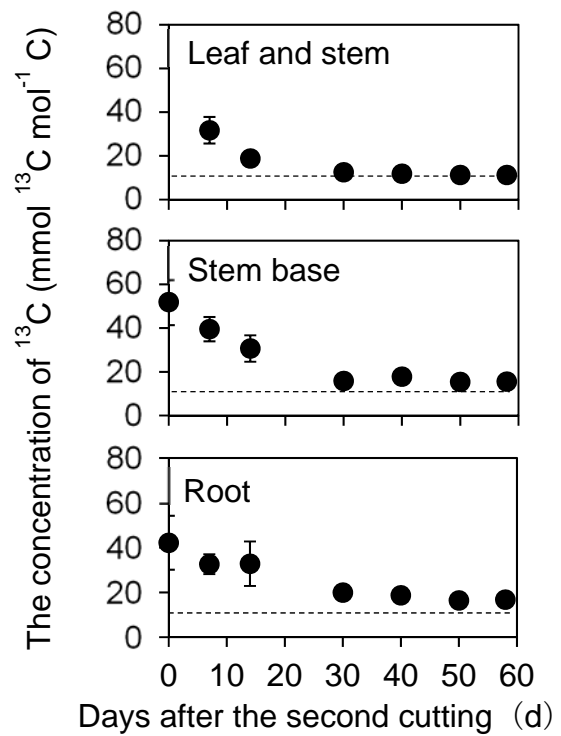 The concentration of ¹³C (mmol ¹³C mol⁻¹ C)
80
60
40
20
0
Leaf and stem
80
60
40
20
0
Stem base
80
60
40
20
0
Root
0 10 20 30 40 50 60
Days after the second cutting（d）